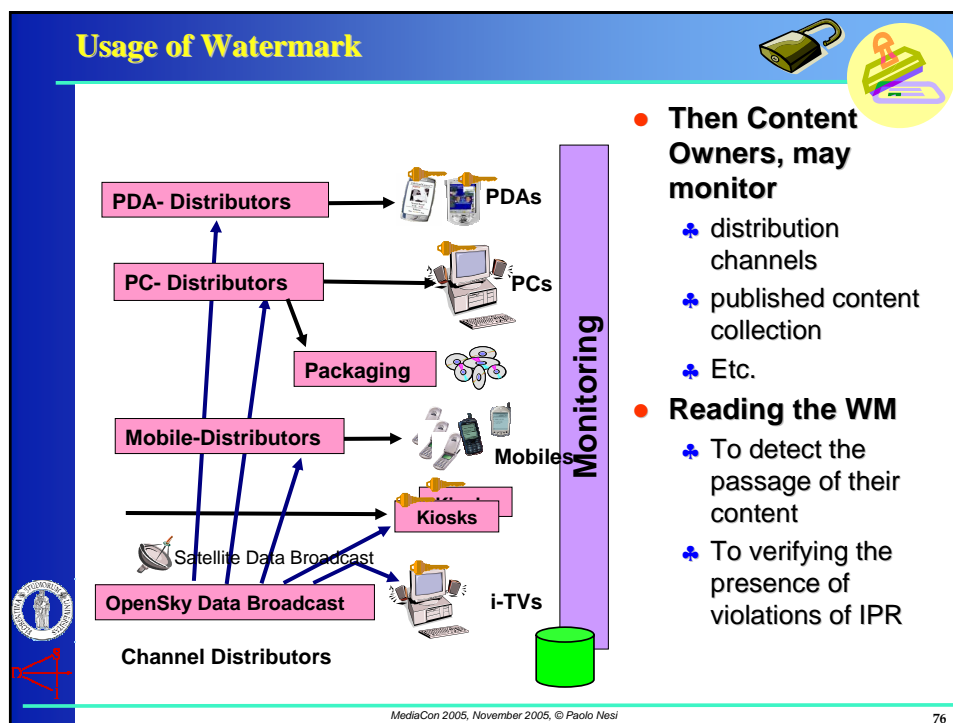 Usage of Watermark
PDA- Distributors
PDAs
PC- Distributors
PCs
Packaging
Mobile-Distributors
Mobiles
Kiosks
Satellite Data Broadcast
OpenSky Data Broadcast
i-TVs
Channel Distributors
Monitoring
Then Content
Owners, may
monitor
distribution
channels
published content
collection
Etc.
Reading the WM
To detect the
passage of their
content
To verifying the
presence of
violations of IPR
MediaCon 2005, November 2005, © Paolo Nesi
76